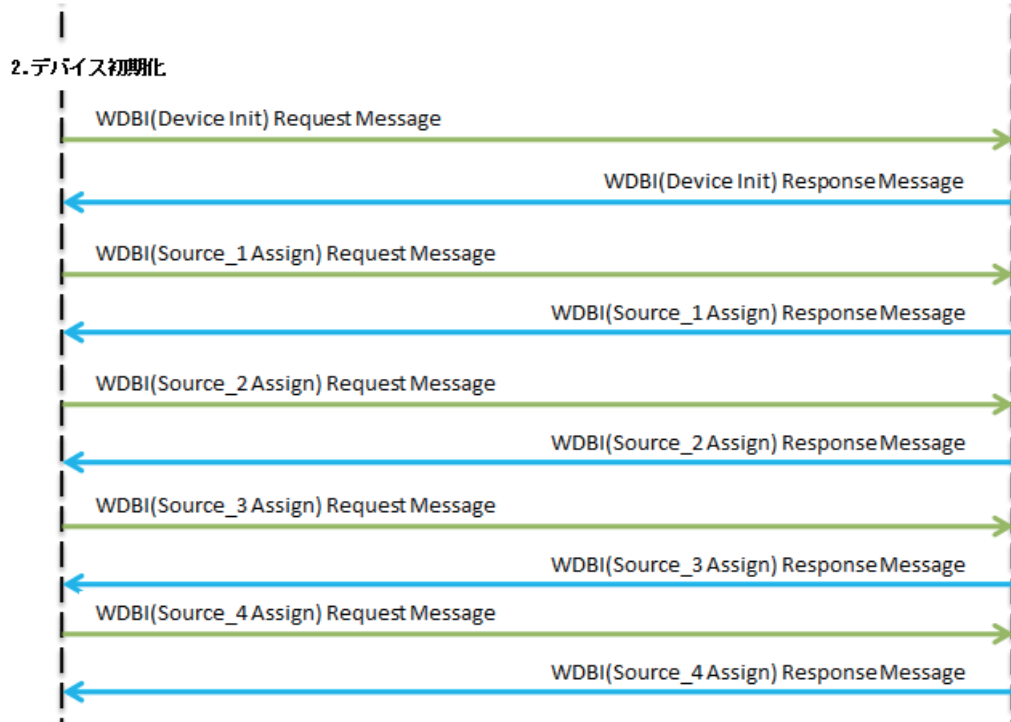 2.デバイス初期化
WDBI(Device Init) Request Message
WDBI(Device Init) Response Message
WDBI(Source_1 Assign) Request Message
WDBI(Source_1 Assign) Response Message
WDBI(Source_2 Assign) Request Message
WDBI(Source_2 Assign) Response Message
WDBI(Source_3 Assign) Request Message
WDBI(Source_3 Assign) Response Message
WDBI(Source_4 Assign) Request Message
WDBI(Source_4 Assign) Response Message